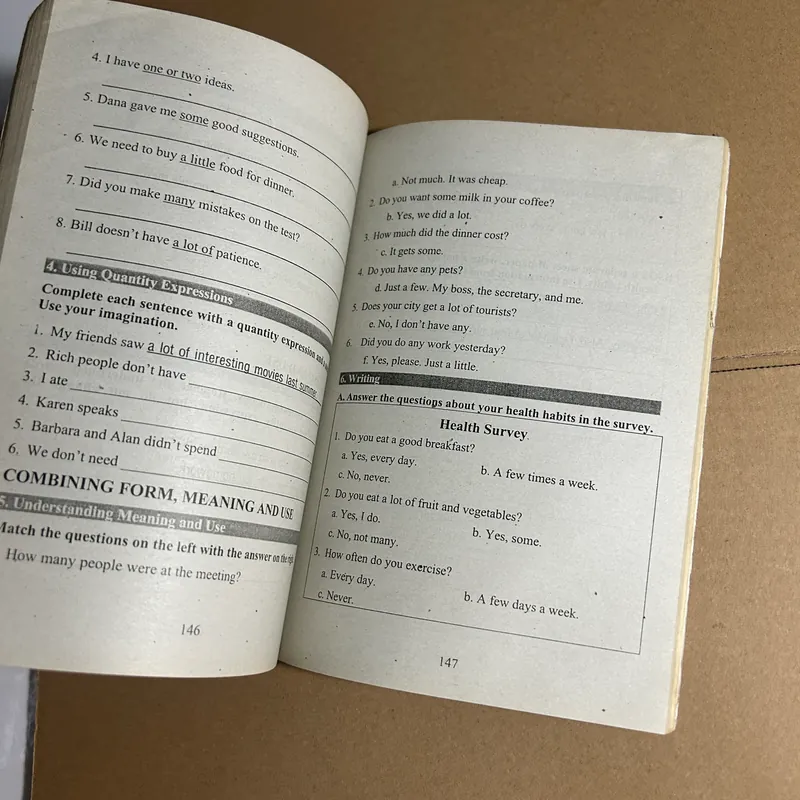 4. I have one or two ideas.
5. Dana gave me some good suggestions.
6. We need to buy a little food for dinner.
7. Did you make many mistakes on the test?
8. Bill doesn't have a lot of patience.
4. Using Quantity Expressions
Complete each sentence with a quantity expression
Use your imagination.
1. My friends saw a lot of interesting movies last summer.
2. Rich people don't have
3. I ate
4. Karen speaks
5. Barbara and Alan didn't spend
6. We don't need
COMBINING FORM, MEANING AND USE
5. Understanding Meaning and Use
Match the questions on the left with the answer on the right.
How many people were at the meeting?
146
a. Not much. It was cheap.
2. Do you want some milk in your coffee?
b. Yes, we did a lot.
3. How much did the dinner cost?
c. It gets some.
4. Do you have any pets?
d. Just a few. My boss, the secretary, and me.
5. Does your city get a lot of tourists?
e. No, I don't have any.
6. Did you do any work yesterday?
f. Yes, please. Just a little.
6. Writing
A. Answer the questions about your health habits in the survey.
Health Survey
1. Do you eat a good breakfast?
a. Yes, every day. b. A few times a week.
c. No, never.
2. Do you eat a lot of fruit and vegetables?
a. Yes, I do. b. Yes, some.
c. No, not many.
3. How often do you exercise?
a. Every day. b. A few days a week.
c. Never.
147